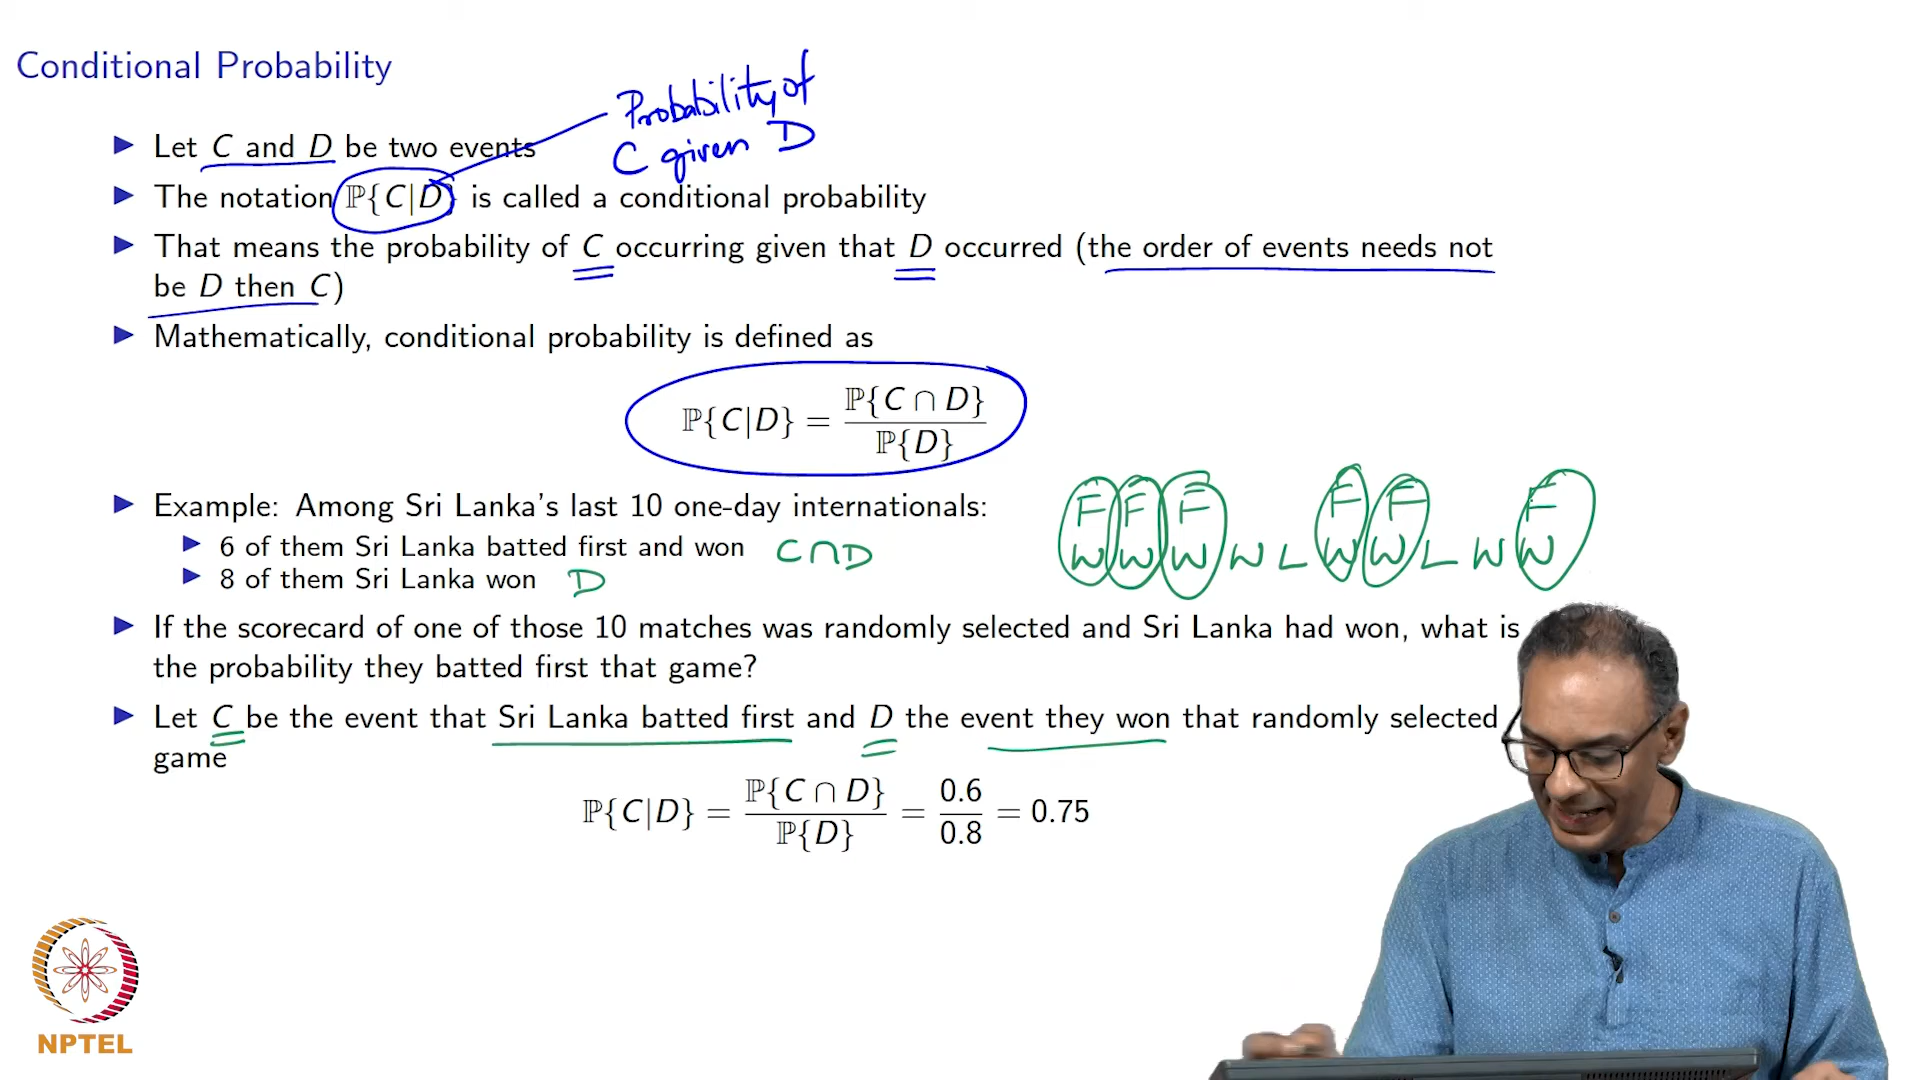 Conditional Probability
Probability of
C given D
▶ Let C and D be two events
▶ The notation ℙ{C|D} is called a conditional probability
▶ That means the probability of C occurring given that D occurred (the order of events needs not
be D then C)
▶ Mathematically, conditional probability is defined as
ℙ{C|D} = ℙ{C ∩ D} / ℙ{D}
▶ Example: Among Sri Lanka's last 10 one-day internationals:
F F F F F F
W W W W L W W L W W
▶ 6 of them Sri Lanka batted first and won C∩D
▶ 8 of them Sri Lanka won D
▶ If the scorecard of one of those 10 matches was randomly selected and Sri Lanka had won, what is
the probability they batted first that game?
▶ Let C be the event that Sri Lanka batted first and D the event they won that randomly selected
game
ℙ{C|D} = ℙ{C ∩ D} / ℙ{D} = 0.6 / 0.8 = 0.75
NPTEL